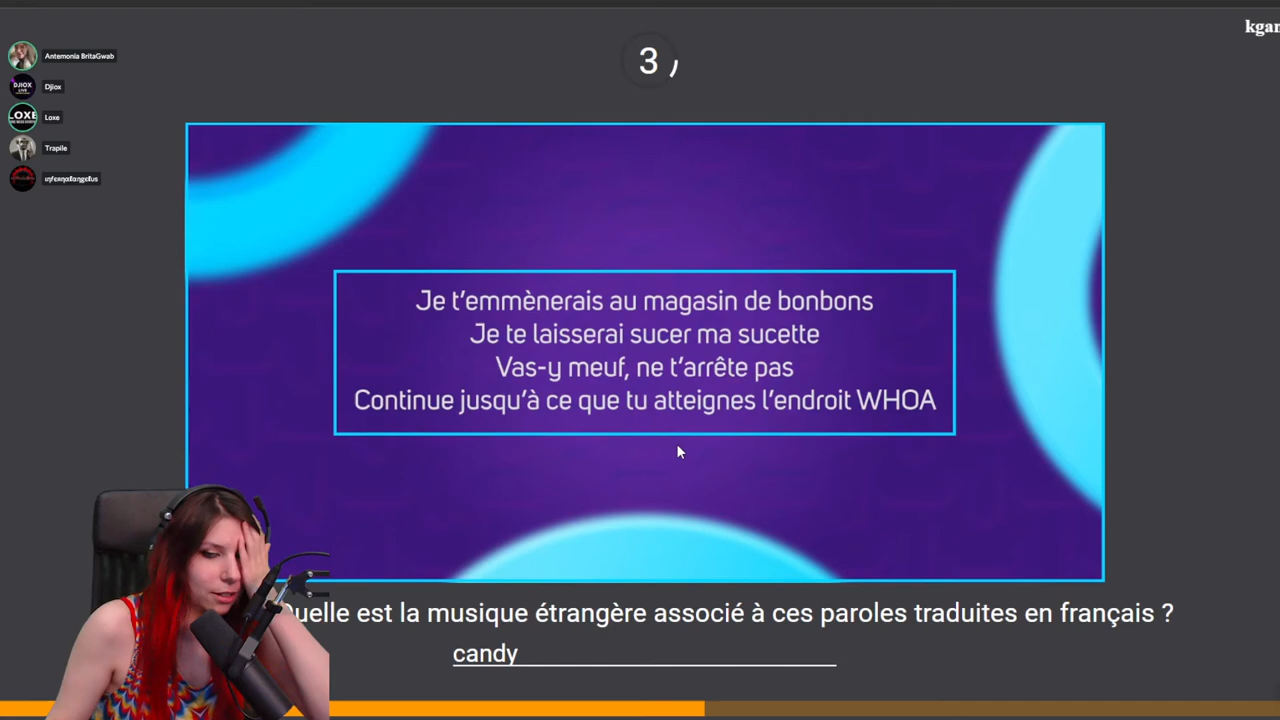 kgar
3
Antemonia BritaGwab
Djiox
Loxe
Trapile
Je t'emmènerais au magasin de bonbons
Je te laisserai sucer ma sucette
Vas-y meuf, ne t'arrête pas
Continue jusqu'à ce que tu atteignes l'endroit WHOA
uelle est la musique étrangère associé à ces paroles traduites en français ?
candy